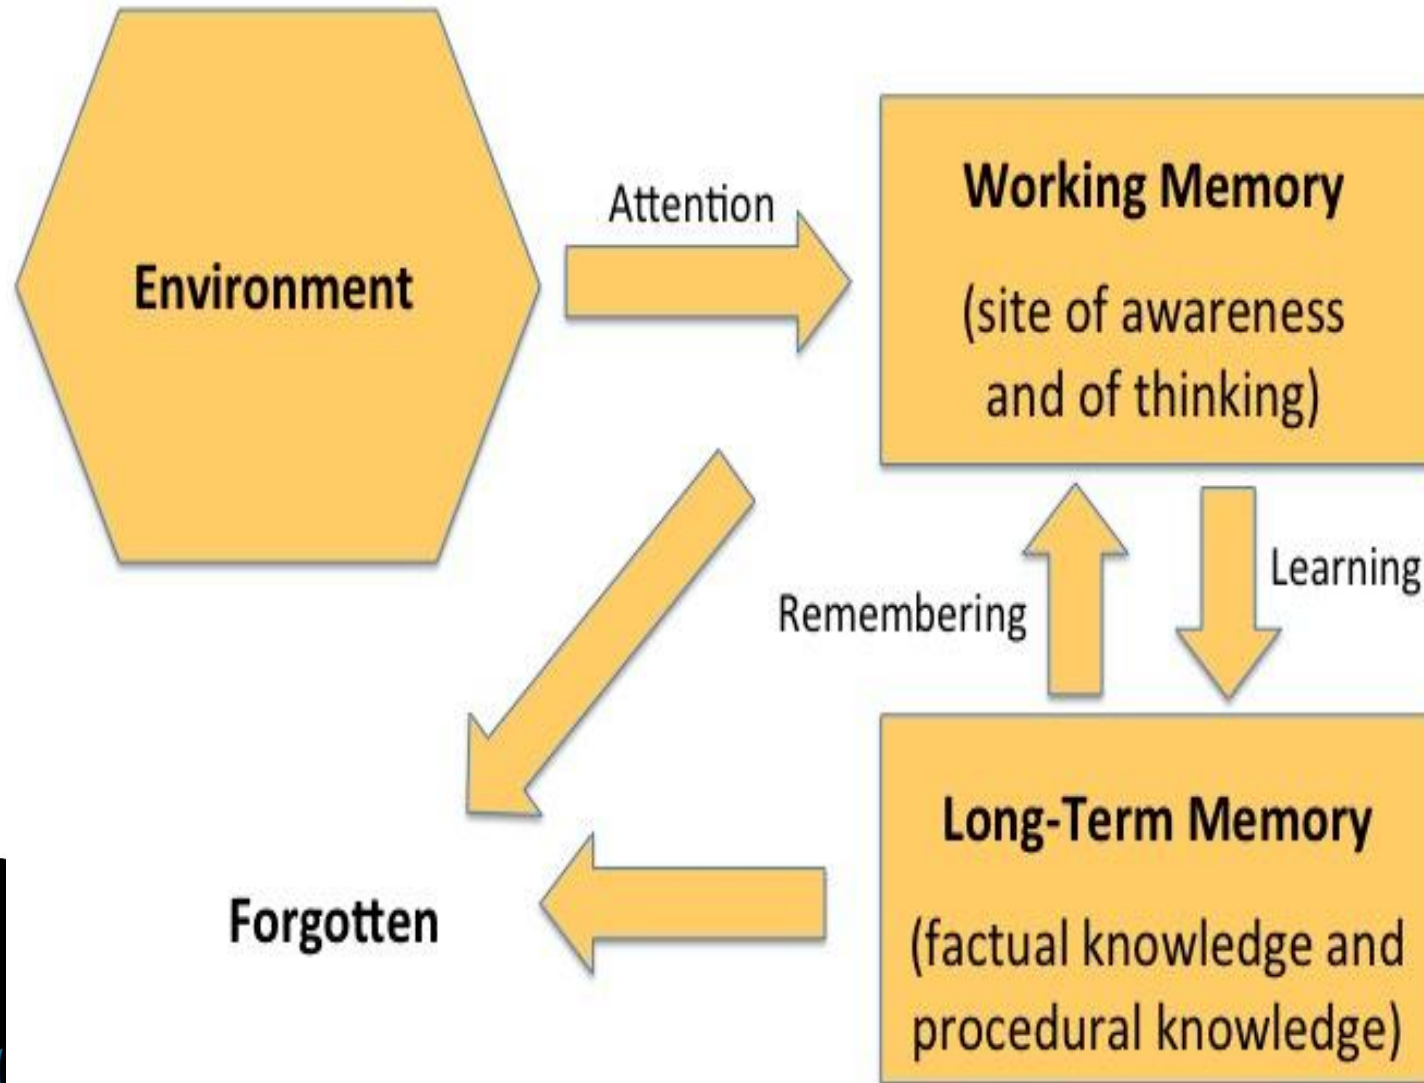 Environment
Attention
Working Memory
(site of awareness
and of thinking)
Remembering
Learning
Long-Term Memory
(factual knowledge and
procedural knowledge)
Forgotten